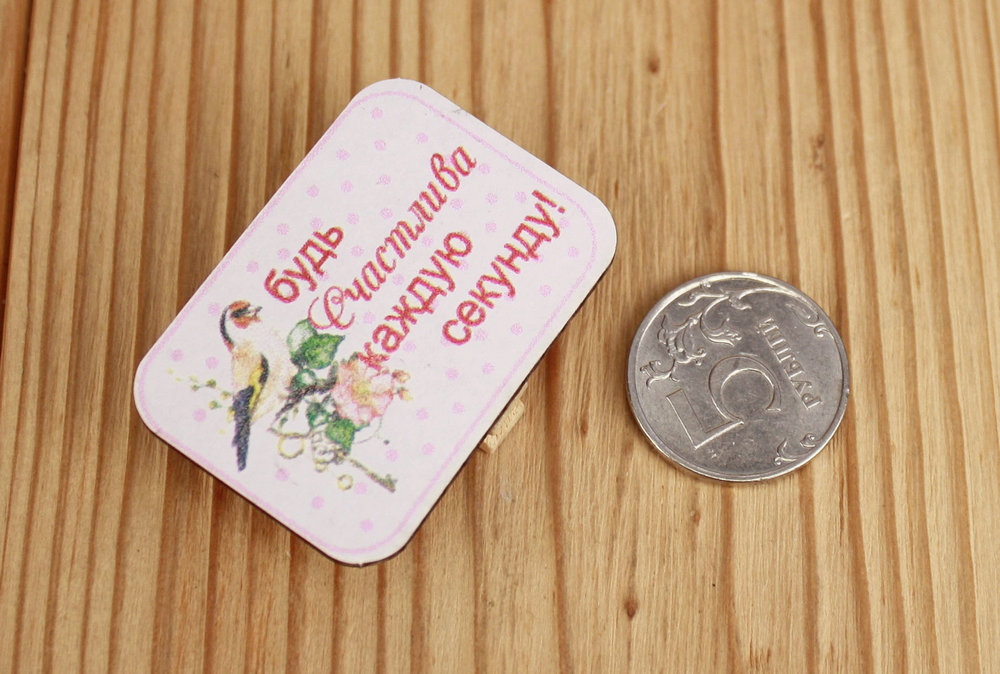 будь
Счастлива
каждую
секунду!
5
РУБЛЕЙ